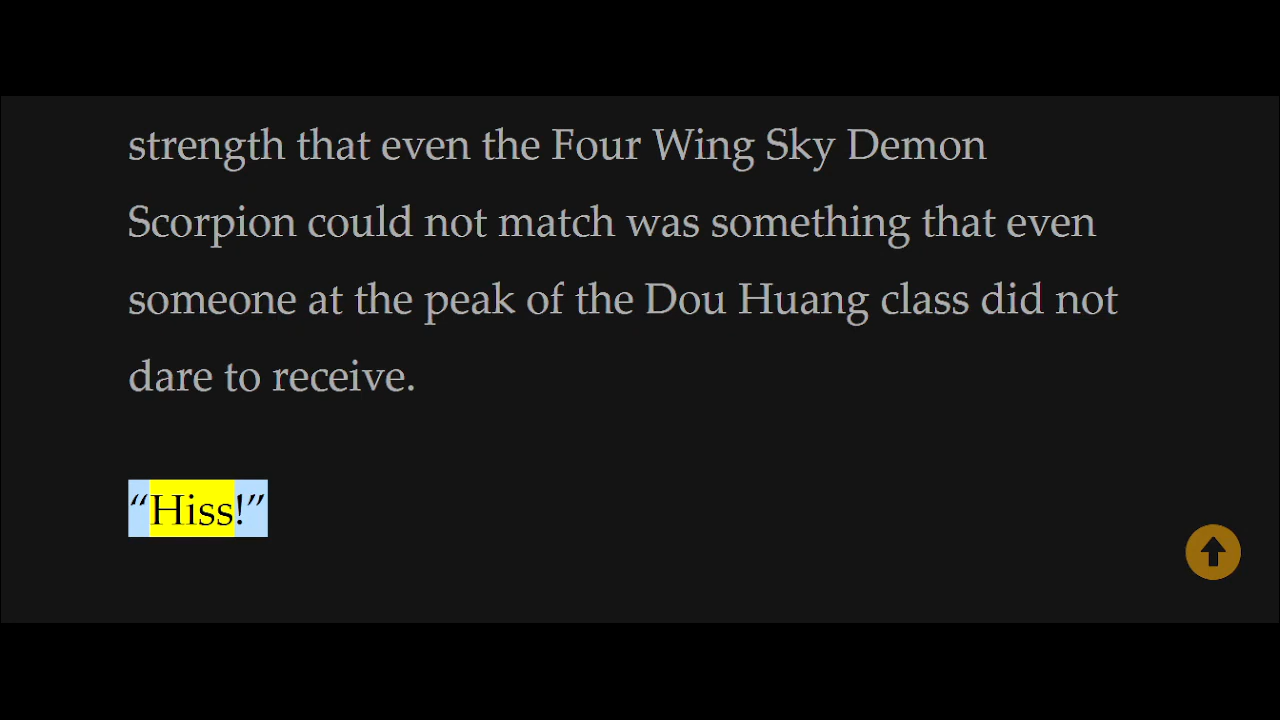 strength that even the Four Wing Sky Demon
Scorpion could not match was something that even
someone at the peak of the Dou Huang class did not
dare to receive.
“Hiss!”